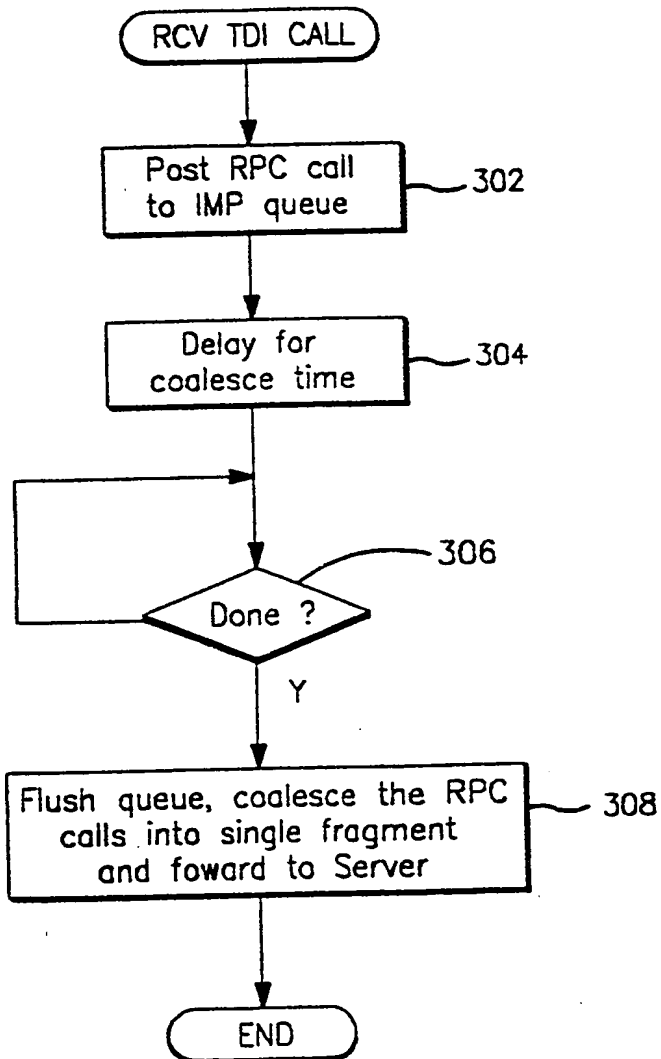 RCV TDI CALL
Post RPC call
to IMP queue
302
Delay for
coalesce time
304
306
Done ?
Y
Flush queue, coalesce the RPC
calls into single fragment
and foward to Server
308
END